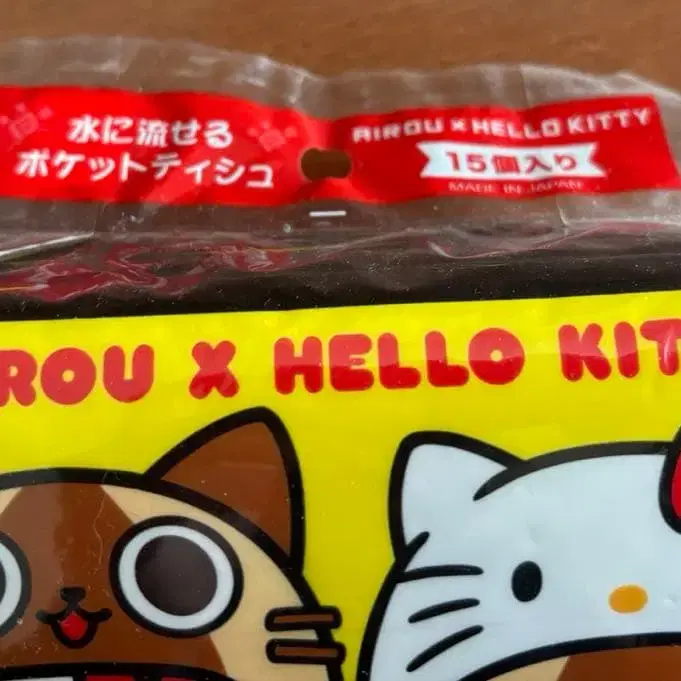 水に流せる
ポケットティシュ
AIROU × HELLO KITTY
15個入り
MADE IN JAPAN
IROU X HELLO KIT